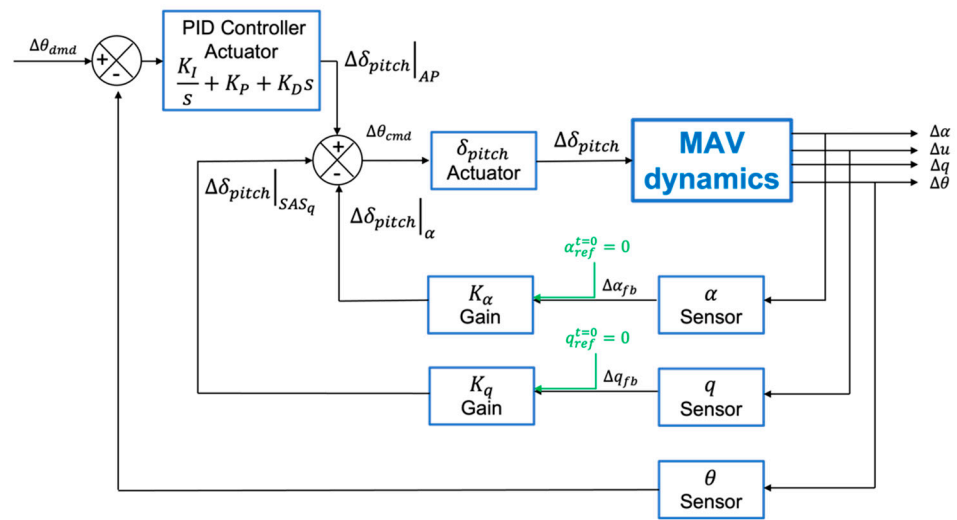 Δθ_dmd
+
-
PID Controller
Actuator
K_I/s + K_P + K_D s
Δδ_pitch|_AP
+
-
Δθ_cmd
δ_pitch
Actuator
Δδ_pitch
MAV
dynamics
Δα
Δu
Δq
Δθ
Δδ_pitch|_SAS_q
Δδ_pitch|_α
α_ref^t=0 = 0
K_α
Gain
Δα_fb
α
Sensor
q_ref^t=0 = 0
K_q
Gain
Δq_fb
q
Sensor
θ
Sensor